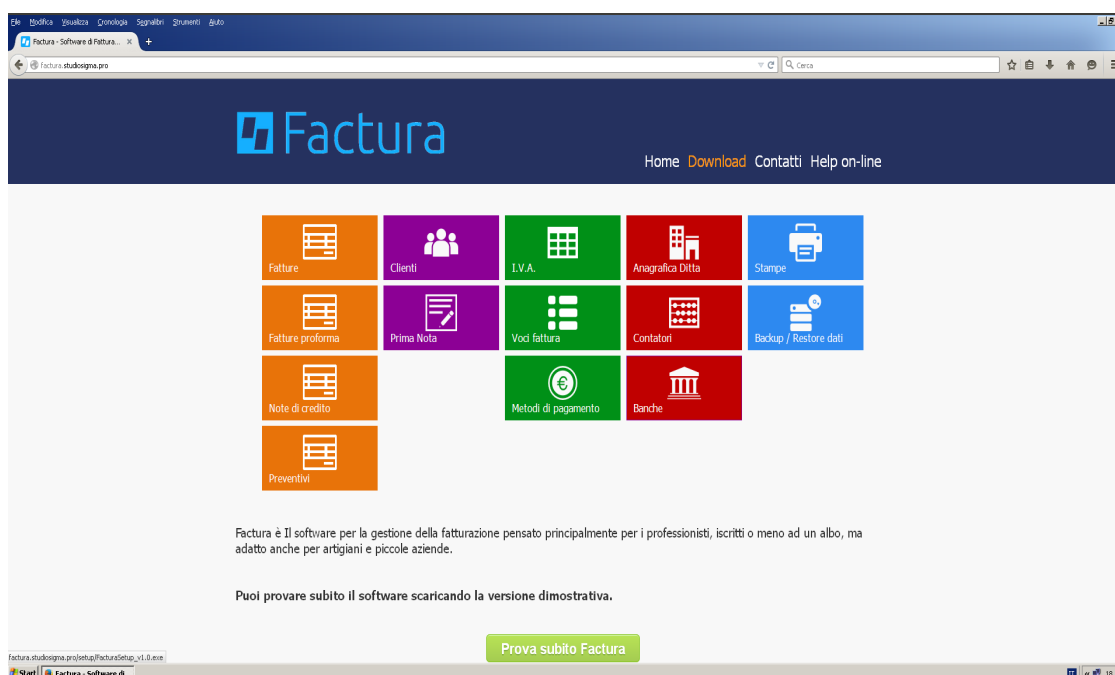 File Modifica Visualizza Cronologia Segnalibri Strumenti Aiuto
Factura - Software di Fattura... × +
factura.studiosigma.pro
Cerca
Factura
Home Download Contatti Help on-line
Fatture
Clienti
I.V.A.
Anagrafica Ditta
Stampe
Fatture proforma
Prima Nota
Voci fattura
Contatori
Backup / Restore dati
Note di credito
Metodi di pagamento
Banche
Preventivi
Factura è Il software per la gestione della fatturazione pensato principalmente per i professionisti, iscritti o meno ad un albo, ma
adatto anche per artigiani e piccole aziende.
Puoi provare subito il software scaricando la versione dimostrativa.
Prova subito Factura
factura.studiosigma.pro/setup/FacturaSetup_v1.0.exe
Start
Factura - Software di
IT
18